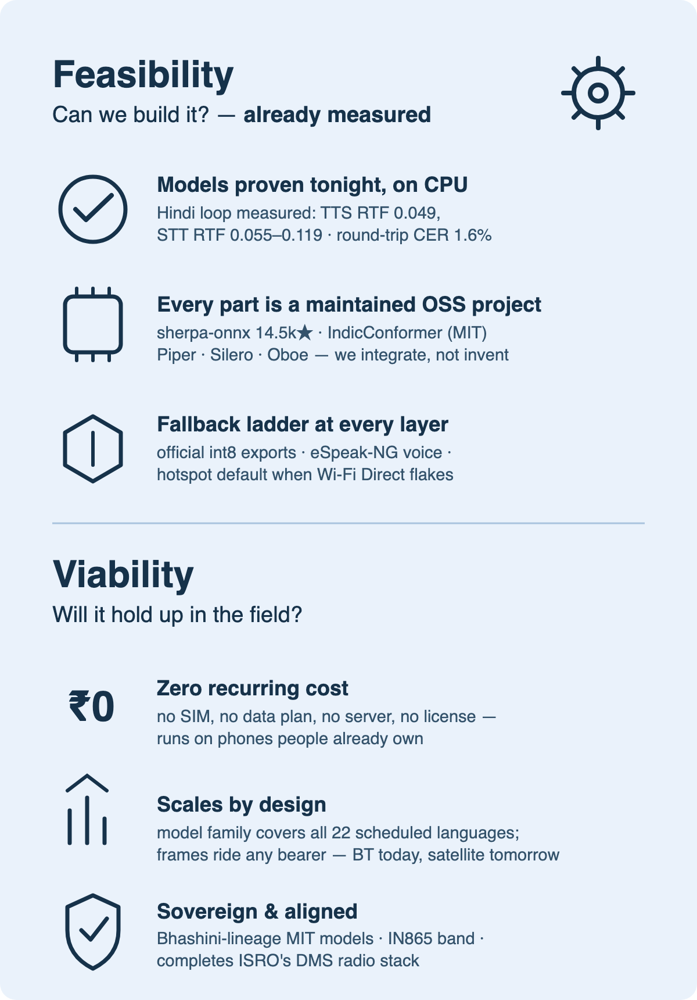 Feasibility
Can we build it? — already measured
Models proven tonight, on CPU
Hindi loop measured: TTS RTF 0.049,
STT RTF 0.055–0.119 · round-trip CER 1.6%
Every part is a maintained OSS project
sherpa-onnx 14.5k★ · IndicConformer (MIT)
Piper · Silero · Oboe — we integrate, not invent
Fallback ladder at every layer
official int8 exports · eSpeak-NG voice ·
hotspot default when Wi-Fi Direct flakes
Viability
Will it hold up in the field?
₹0
Zero recurring cost
no SIM, no data plan, no server, no license —
runs on phones people already own
Scales by design
model family covers all 22 scheduled languages;
frames ride any bearer — BT today, satellite tomorrow
Sovereign & aligned
Bhashini-lineage MIT models · IN865 band ·
completes ISRO's DMS radio stack